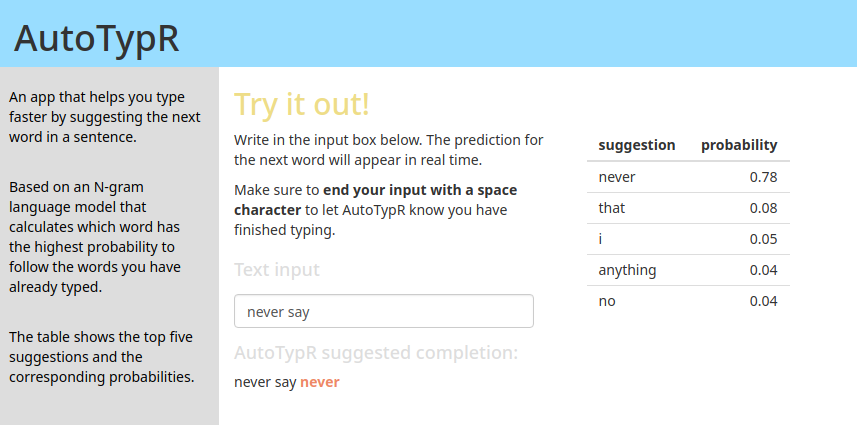 AutoTypR
An app that helps you type
faster by suggesting the next
word in a sentence.
Based on an N-gram
language model that
calculates which word has
the highest probability to
follow the words you have
already typed.
The table shows the top five
suggestions and the
corresponding probabilities.
Try it out!
Write in the input box below. The prediction for
the next word will appear in real time.
Make sure to end your input with a space
character to let AutoTypR know you have
finished typing.
Text input
never say
AutoTypR suggested completion:
never say never
suggestion probability
never 0.78
that 0.08
i 0.05
anything 0.04
no 0.04